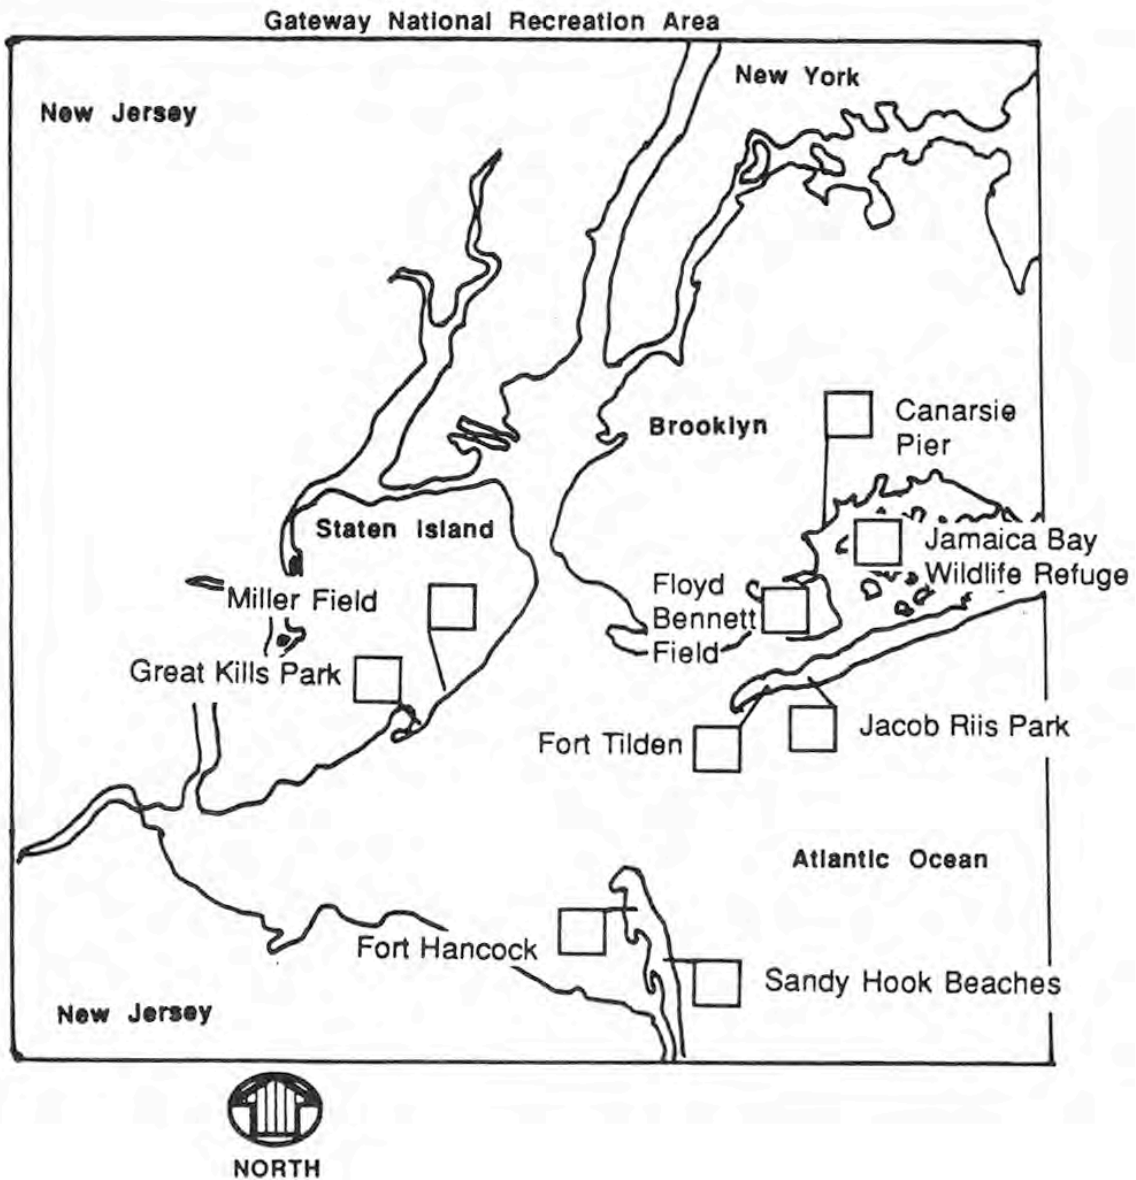 Gateway National Recreation Area
New York
New Jersey
Brooklyn
Canarsie
Pier
Staten Island
Jamaica Bay
Wildlife Refuge
Miller Field
Floyd
Bennett
Field
Great Kills Park
Fort Tilden
Jacob Riis Park
Atlantic Ocean
Fort Hancock
Sandy Hook Beaches
New Jersey
NORTH